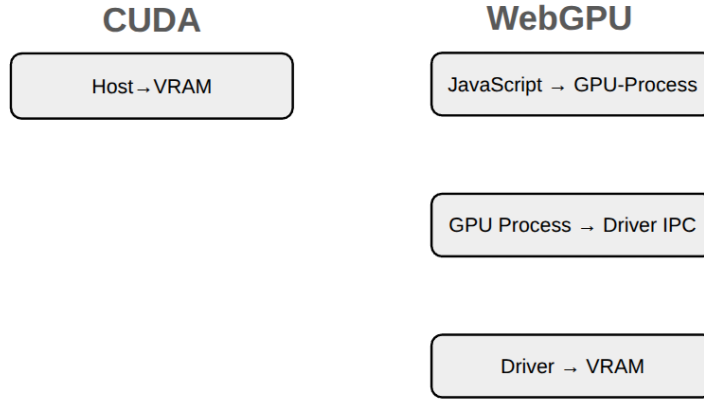 CUDA
Host→VRAM
WebGPU
JavaScript → GPU-Process
GPU Process → Driver IPC
Driver → VRAM